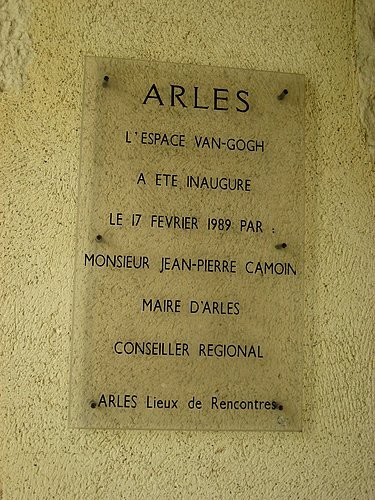 ARLES
L'ESPACE VAN-GOGH
A ETE INAUGURE
LE 17 FEVRIER 1989 PAR :
MONSIEUR JEAN-PIERRE CAMOIN
MAIRE D'ARLES
CONSEILLER REGIONAL
ARLES Lieux de Rencontres